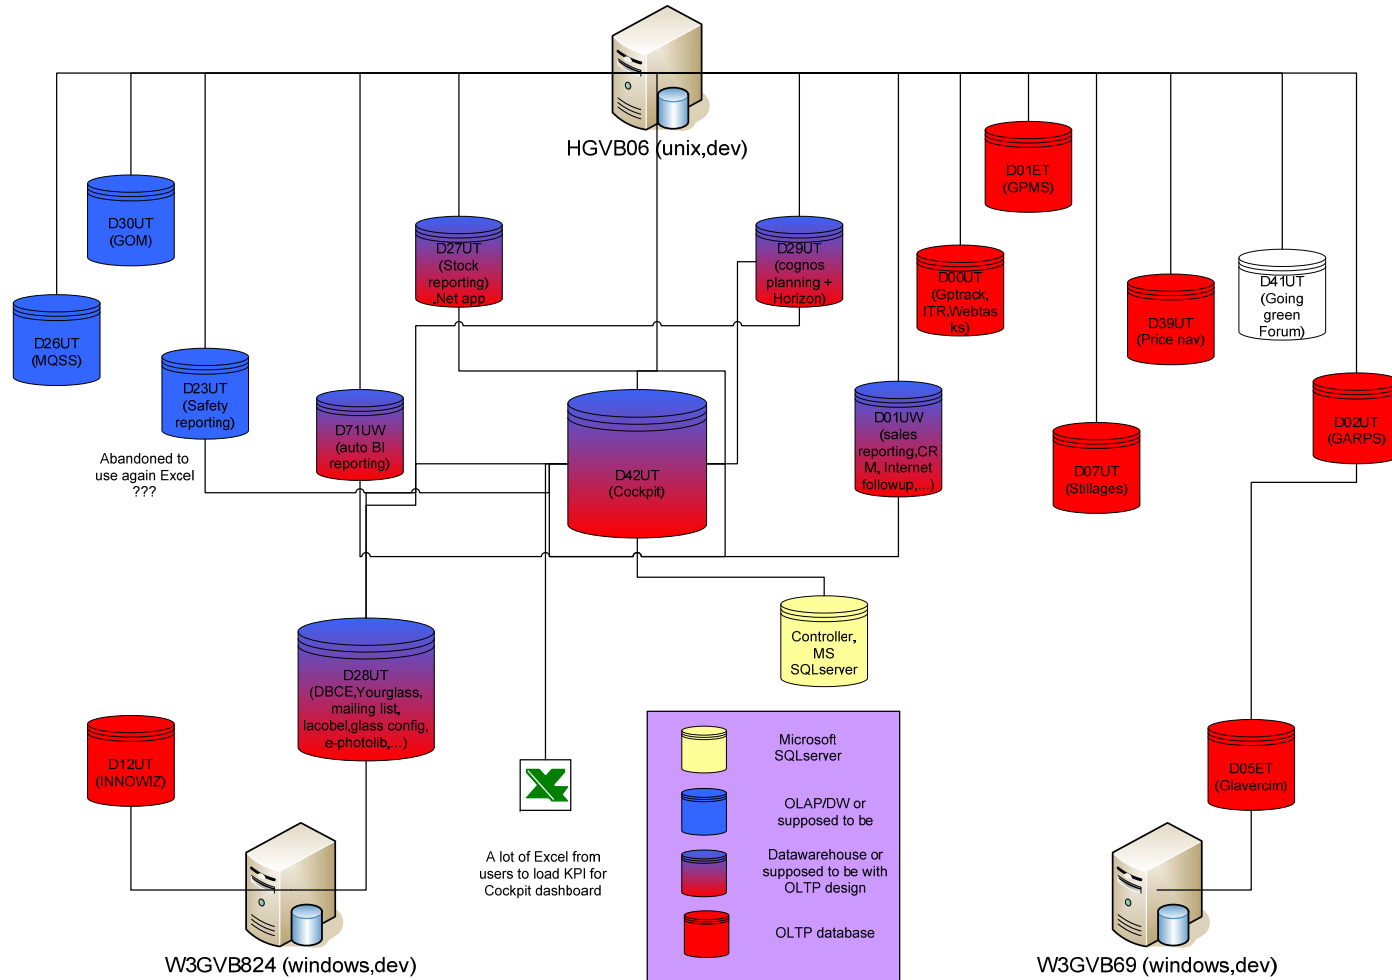 HGVB06 (unix,dev)
D01ET
(GPMS)
D30UT
(GOM)
D27UT
(Stock
reporting)
.Net app
D29UT
(cognos
planning +
Horizon)
D00UT
(Gptrack,
ITR,Webtas
ks)
D41UT
(Going
green
Forum)
D26UT
(MQSS)
D39UT
(Price nav)
D23UT
(Safety
reporting)
D71UW
(auto BI
reporting)
D42UT
(Cockpit)
D01UW
(sales
reporting,CR
M, Internet
followup,...)
D02UT
(GARPS)
D07UT
(Stillages)
Abandoned to
use again Excel
???
Controller,
MS
SQLserver
D28UT
(DBCE,Yourglass,
mailing list,
lacobel,glass config,
e-photolib,...)
D12UT
(INNOWIZ)
D05ET
(Glavercim)
Microsoft
SQLserver
OLAP/DW or
supposed to be
Datawarehouse or
supposed to be with
OLTP design
OLTP database
A lot of Excel from
users to load KPI for
Cockpit dashboard
W3GVB824 (windows,dev)
W3GVB69 (windows,dev)